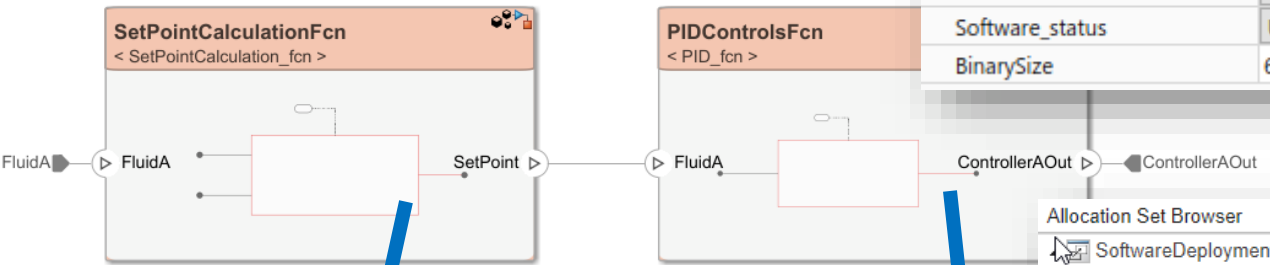 SetPointCalculationFcn
< SetPointCalculation_fcn >
PIDControlsFcn
< PID_fcn >
Software_status
BinarySize
FluidA
FluidA
SetPoint
FluidA
ControllerAOut
ControllerAOut
Allocation Set Browser
SoftwareDeploymen